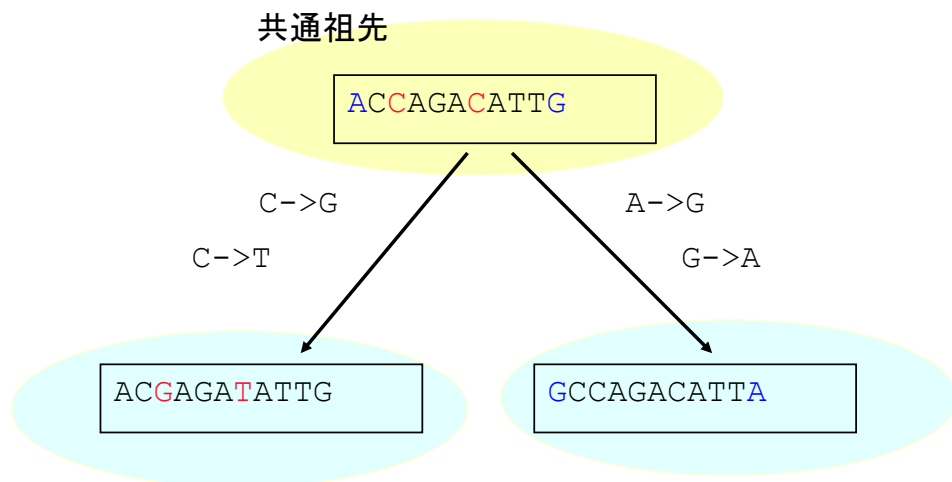 共通祖先
ACCAGACATTG
C->G
A->G
C->T
G->A
ACGAGATATTG
GCCAGACATTA